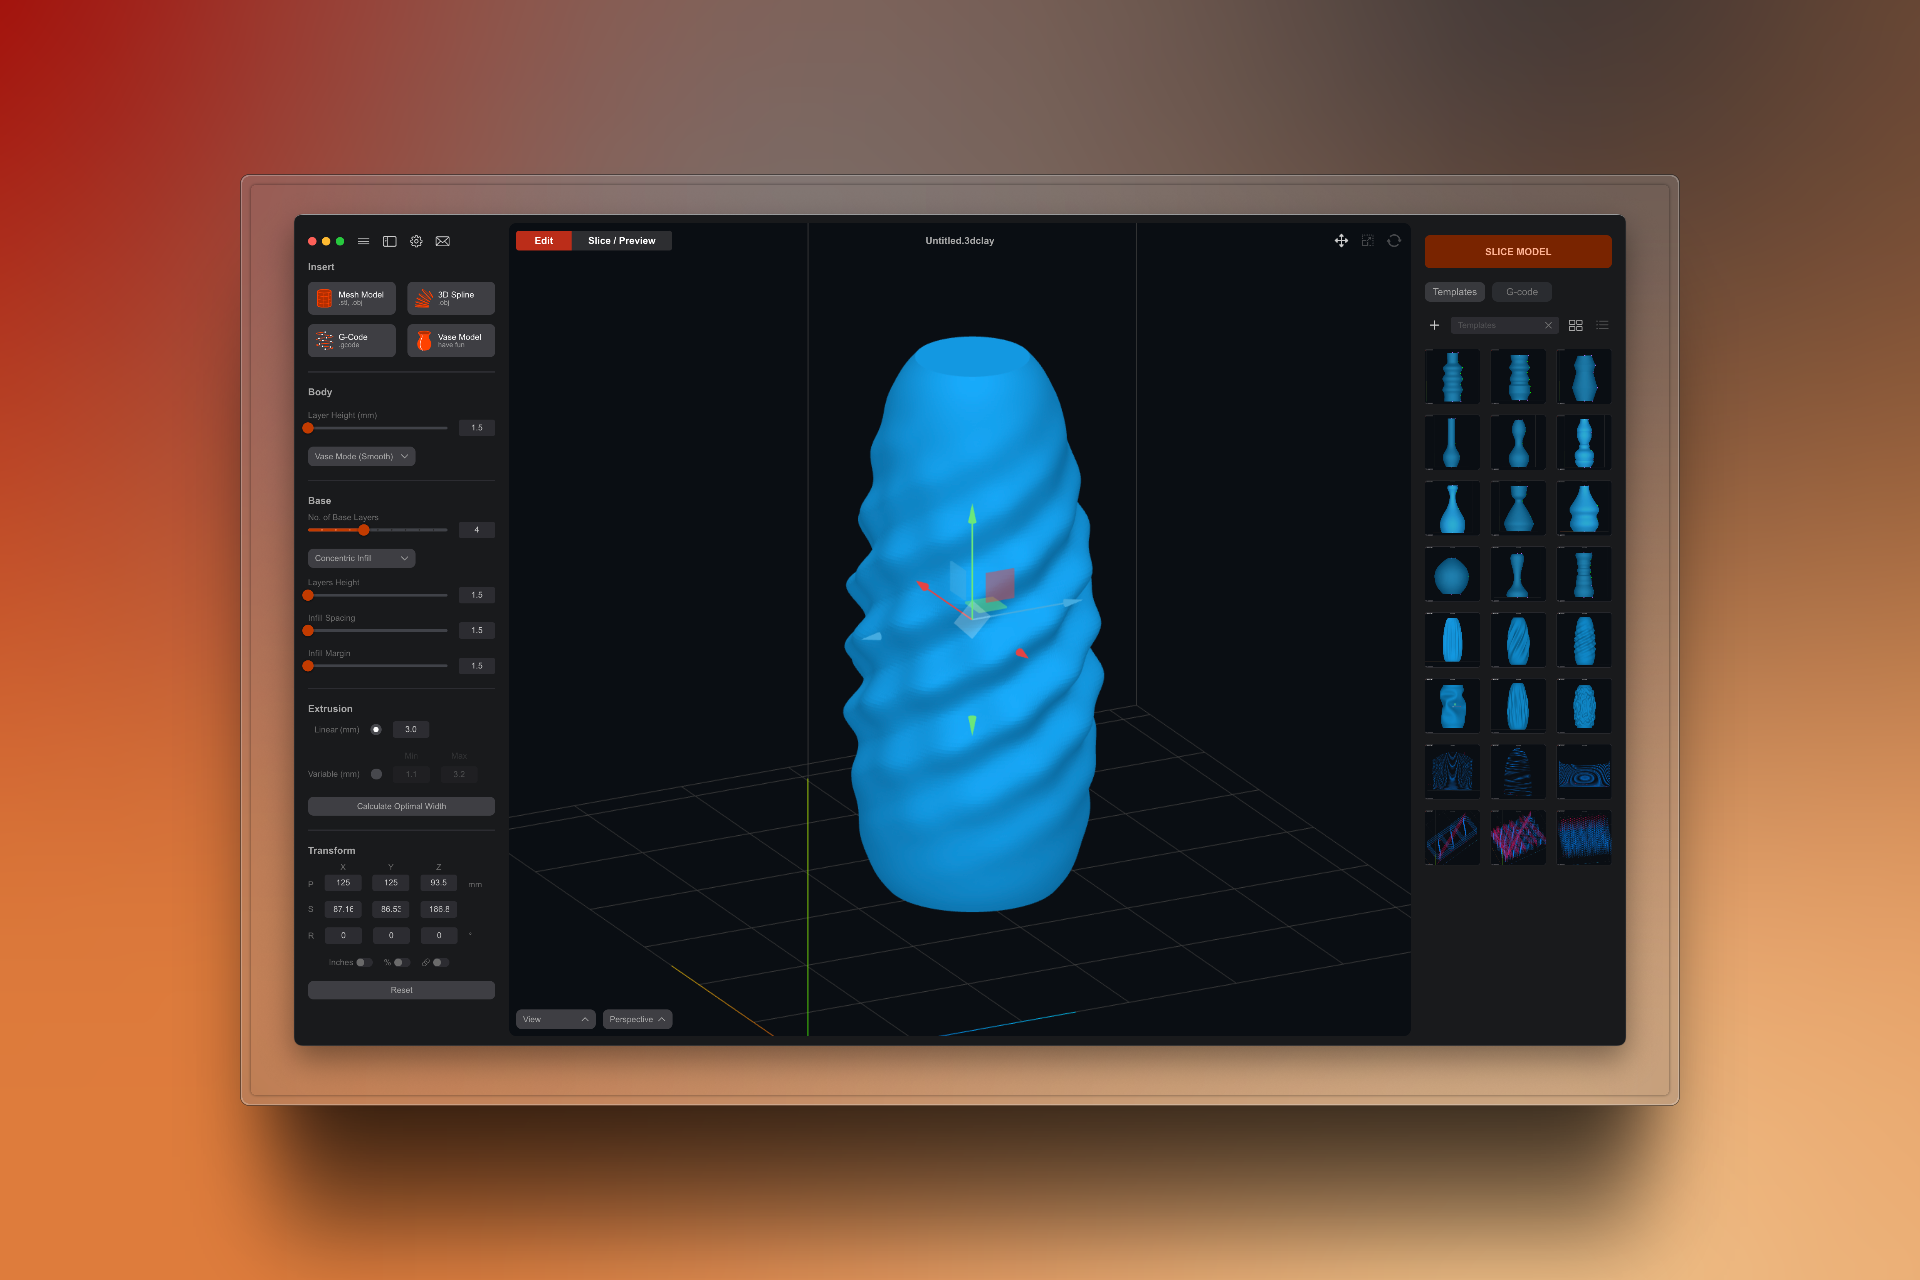 Insert
Mesh Model
.stl, .obj
3D Spline
.obj
G-Code
.gcode
Vase Model
have fun
Body
Layer Height (mm)
1.5
Vase Mode (Smooth)
Base
No. of Base Layers
4
Concentric Infill
Layers Height
1.5
Infill Spacing
1.5
Infill Margin
1.5
Extrusion
Linear (mm)
3.0
Min
Max
Variable (mm)
1.1
3.2
Calculate Optimal Width
Transform
X
Y
Z
P
125
125
93.5
mm
S
87.16
86.53
186.8
R
0
0
0
°
inches
%
Reset
Edit
Slice / Preview
Untitled.3dclay
View
Perspective
SLICE MODEL
Templates
G-code
Templates